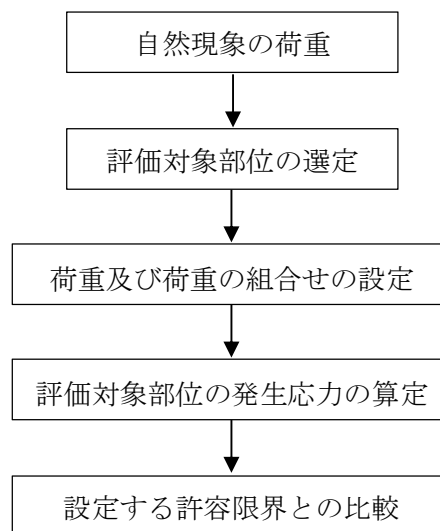 自然現象の荷重
評価対象部位の選定
荷重及び荷重の組合せの設定
評価対象部位の発生応力の算定
設定する許容限界との比較